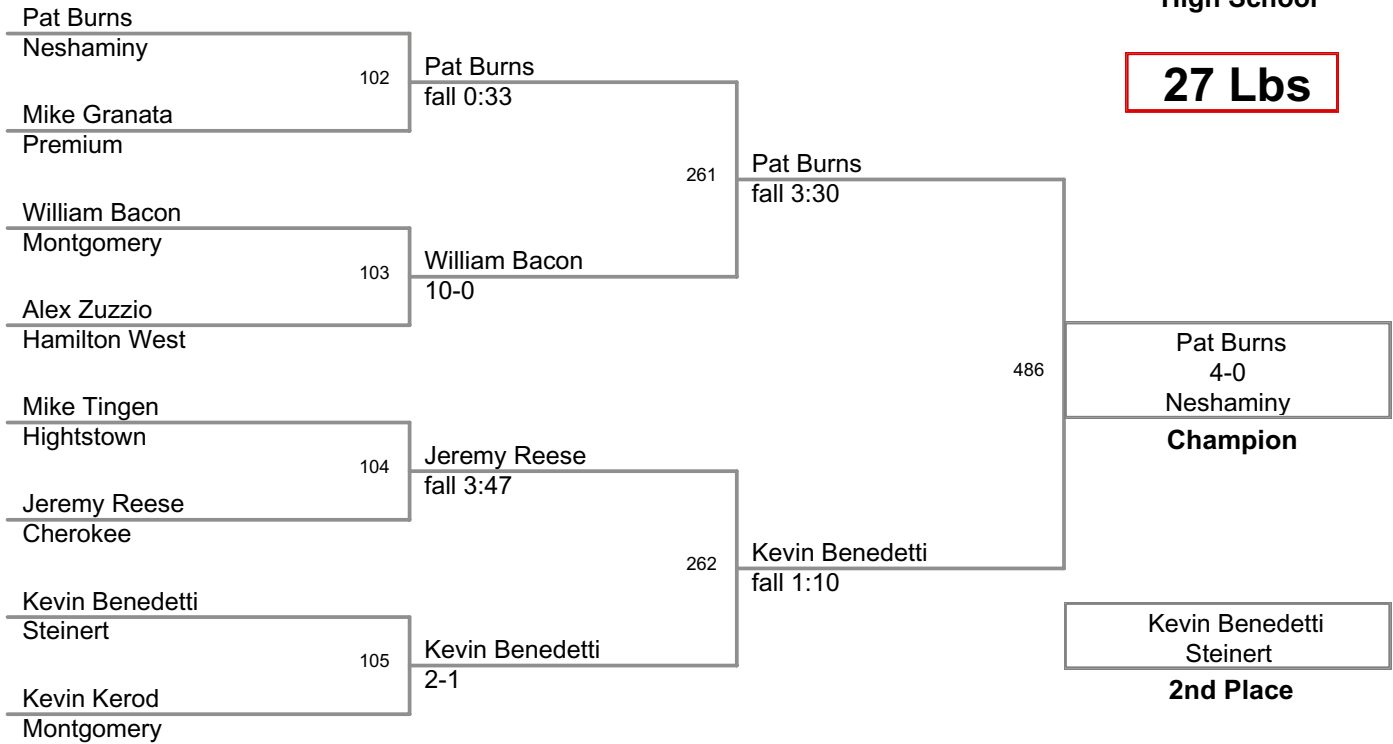 High School
27 Lbs
Pat Burns
Neshaminy
102
Mike Granata
Premium
Pat Burns
fall 0:33
William Bacon
Montgomery
103
Alex Zuzzio
Hamilton West
William Bacon
10-0
261
Pat Burns
fall 3:30
Mike Tingen
Hightstown
104
Jeremy Reese
Cherokee
Jeremy Reese
fall 3:47
Kevin Benedetti
Steinert
105
Kevin Kerod
Montgomery
Kevin Benedetti
2-1
262
Kevin Benedetti
fall 1:10
486
Pat Burns
4-0
Neshaminy
Champion
Kevin Benedetti
Steinert
2nd Place